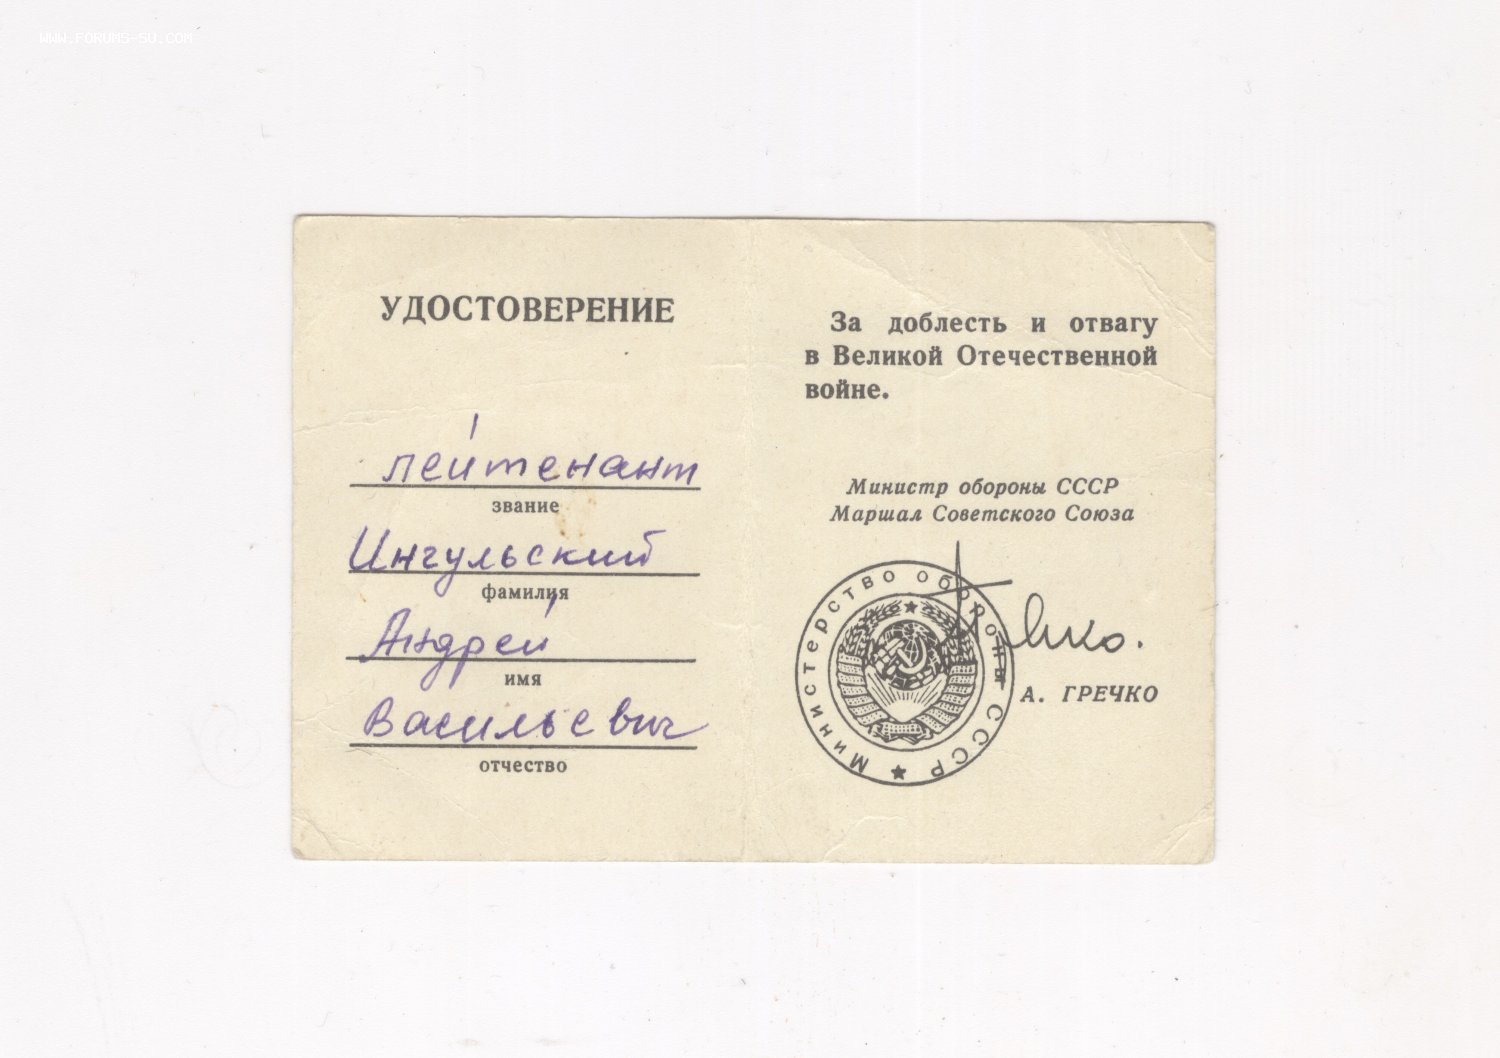 WWW.FORUMS-SU.COM
УДОСТОВЕРЕНИЕ
лейтенант
звание
Ингульский
фамилия
Андрей
имя
Васильевич
отчество
За доблесть и отвагу
в Великой Отечественной
войне.
Министр обороны СССР
Маршал Советского Союза
Министерство обороны СССР
А. ГРЕЧКО